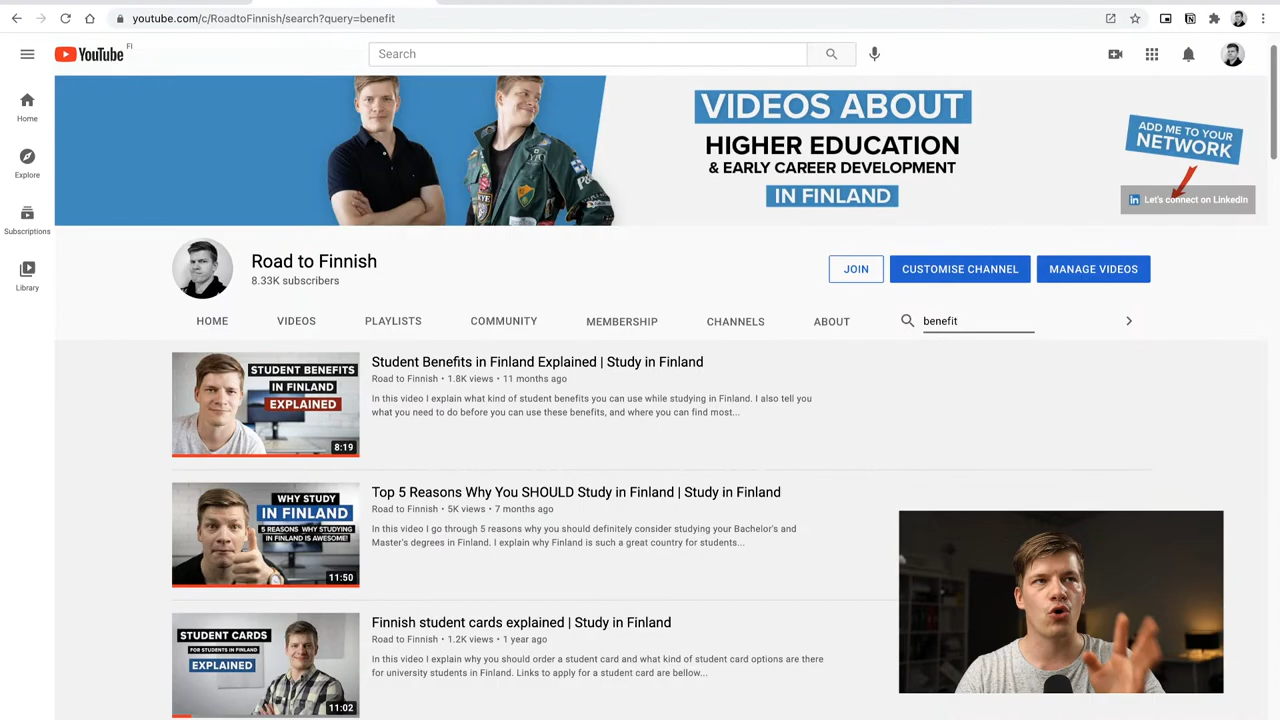 youtube.com/c/RoadtoFinnish/search?query=benefit
YouTube FI
Search
VIDEOS ABOUT
HIGHER EDUCATION
& EARLY CAREER DEVELOPMENT
IN FINLAND
ADD ME TO YOUR
NETWORK
in Let's connect on LinkedIn
Home
Explore
Subscriptions
Library
Road to Finnish
8.33K subscribers
JOIN
CUSTOMISE CHANNEL
MANAGE VIDEOS
HOME VIDEOS PLAYLISTS COMMUNITY MEMBERSHIP CHANNELS ABOUT benefit
STUDENT BENEFITS
IN FINLAND
EXPLAINED
8:19
Student Benefits in Finland Explained | Study in Finland
Road to Finnish • 1.8K views • 11 months ago
In this video I explain what kind of student benefits you can use while studying in Finland. I also tell you
what you need to do before you can use these benefits, and where you can find most...
WHY STUDY
IN FINLAND
5 REASONS WHY STUDYING
IN FINLAND IS AWESOME!
11:50
Top 5 Reasons Why You SHOULD Study in Finland | Study in Finland
Road to Finnish • 5K views • 7 months ago
In this video I go through 5 reasons why you should definitely consider studying your Bachelor's and
Master's degrees in Finland. I explain why Finland is such a great country for students...
STUDENT CARDS
FOR STUDENTS IN FINLAND
EXPLAINED
11:02
Finnish student cards explained | Study in Finland
Road to Finnish • 1.2K views • 1 year ago
In this video I explain why you should order a student card and what kind of student card options are there
for university students in Finland. Links to apply for a student card are bellow...